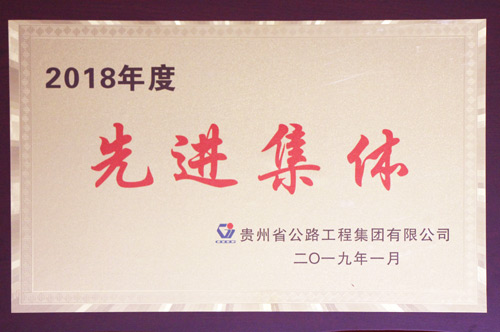 2018年度
先进集体
贵州省公路工程集团有限公司
二〇一九年一月